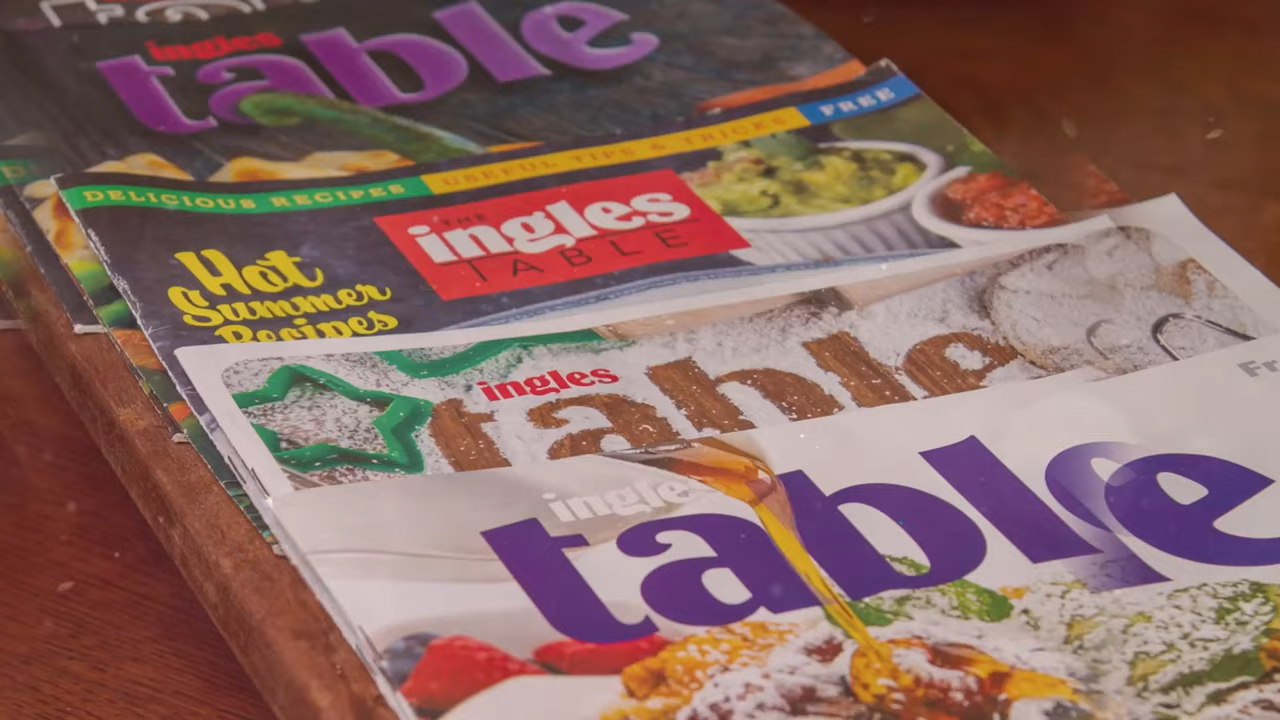 ingles
table
DELICIOUS RECIPES USEFUL TIPS & TRICKS FREE
THE
ingles
TABLE
Hot
Summer
Recipes
ingles
table
ingles
table